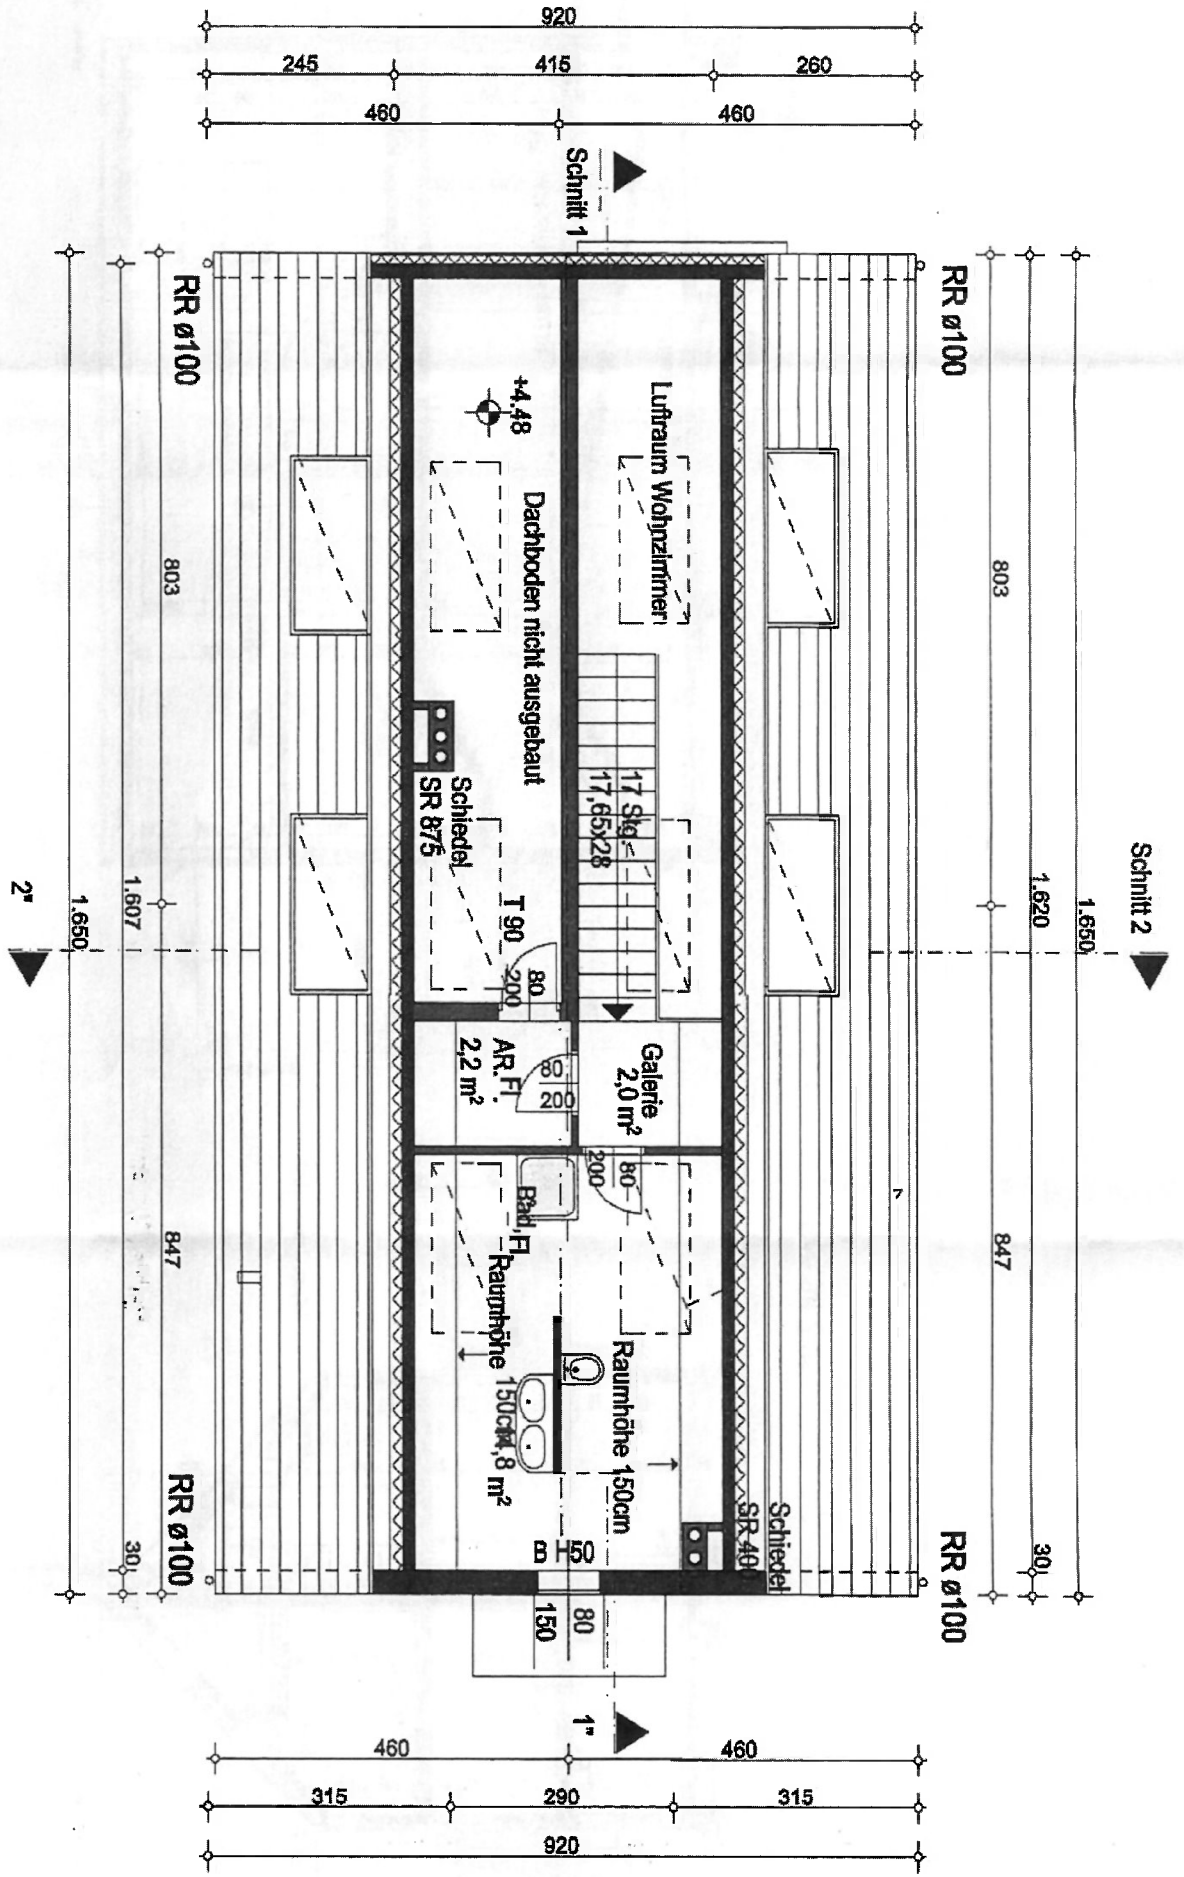 920
245
415
260
460
460
Schnitt 1
RR ø100
RR ø100
803
1.607
1.650
847
30
RR ø100
2"
+4.48
Dachboden nicht ausgebaut
Luftraum Wohnzimmer
Schiedel
SR 875
17 Stg.
17,65x28
T 90
80
200
AR. Fl.
2,2 m²
80
200
Galerie
2,0 m²
80
200
Bad, Fl.
Raumhöhe 150cm
,8 m²
Raumhöhe 150cm
Schiedel
SR 400
B H50
80
150
803
1.620
1.650
Schnitt 2
847
30
RR ø100
1"
460
460
315
290
315
920